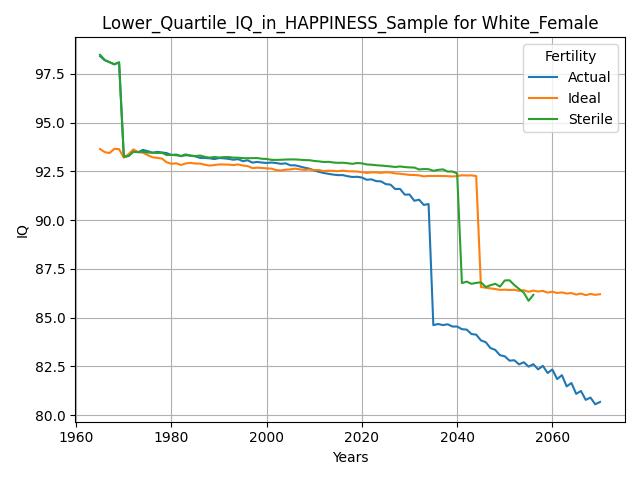 Lower_Quartile_IQ_in_HAPPINESS_Sample for White_Female
Fertility
Actual
Ideal
Sterile
97.5
95.0
92.5
90.0
87.5
85.0
82.5
80.0
IQ
1960 1980 2000 2020 2040 2060
Years